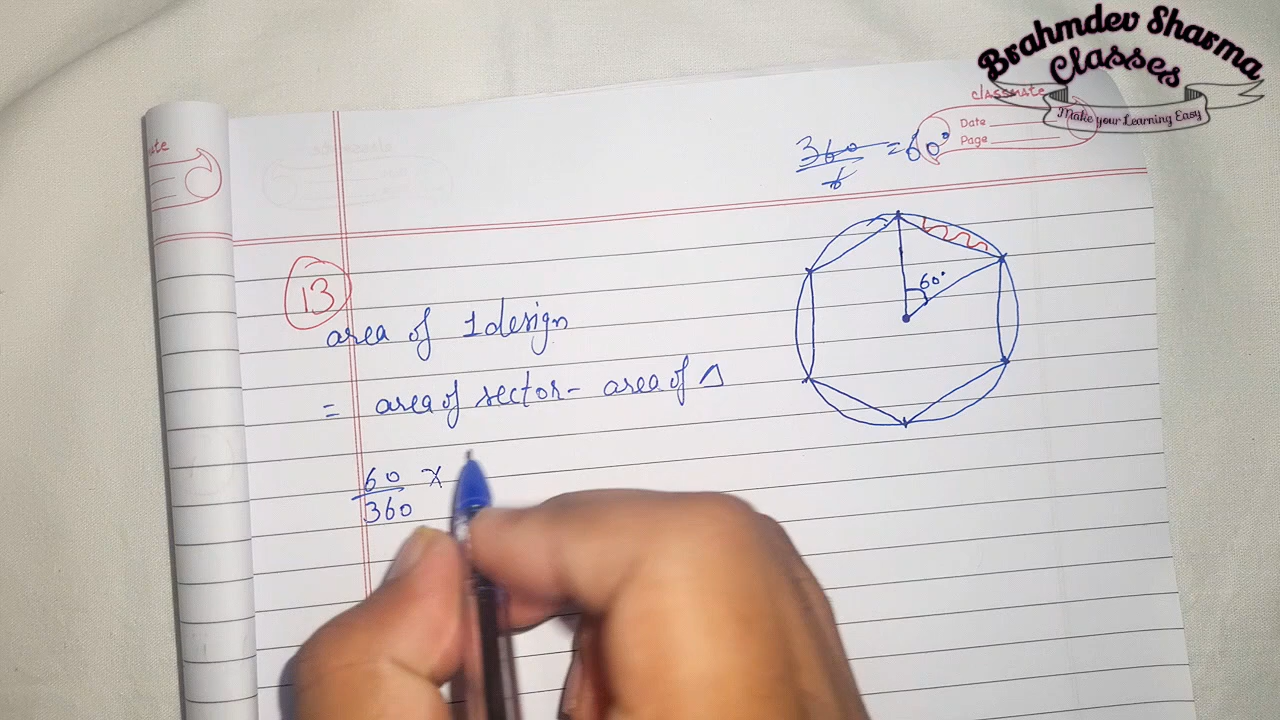 Brahmdev Sharma
Classes
Make your Learning Easy
classmate
Date
Page
360/6 = 60°
13
60°
area of 1 design
= area of sector - area of △
60/360 ×